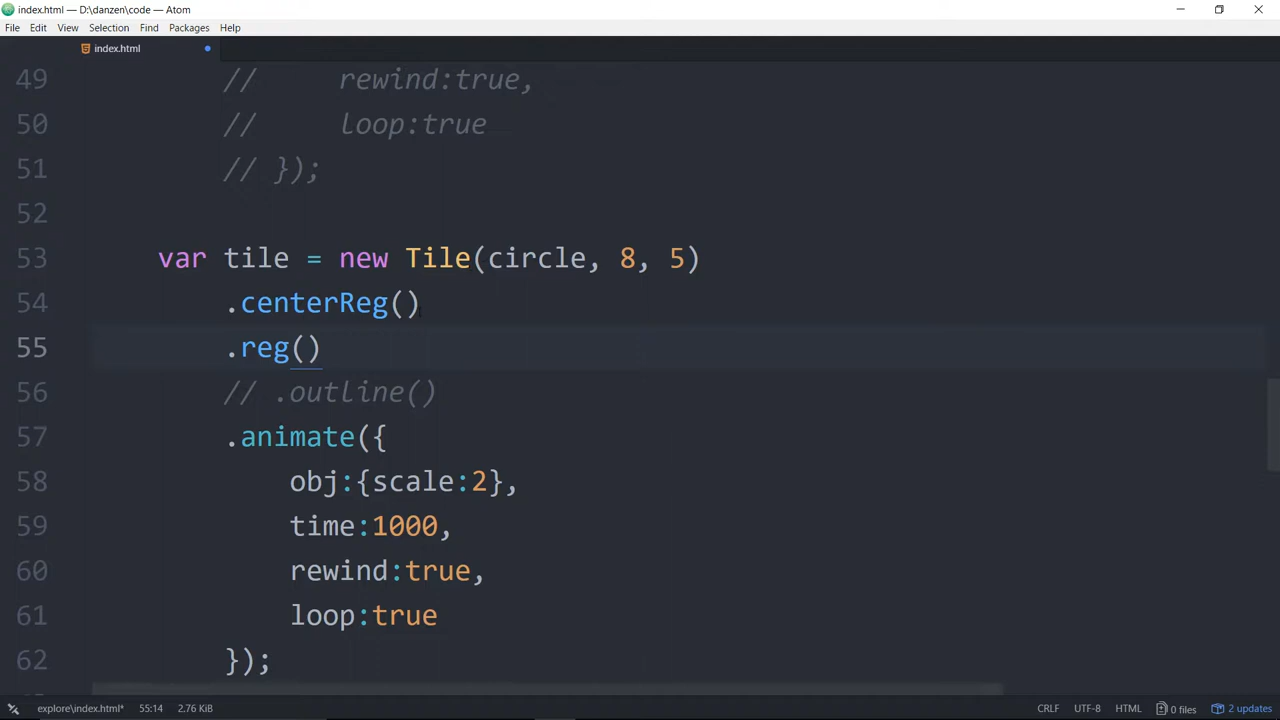 index.html — D:\danzen\code — Atom
File Edit View Selection Find Packages Help
index.html
49 // rewind:true,
50 // loop:true
51 // });
52
53 var tile = new Tile(circle, 8, 5)
54 .centerReg()
55 .reg()
56 // .outline()
57 .animate({
58 obj:{scale:2},
59 time:1000,
60 rewind:true,
61 loop:true
62 });
explore\index.html* 55:14 2.76 KiB CRLF UTF-8 HTML 0 files 2 updates